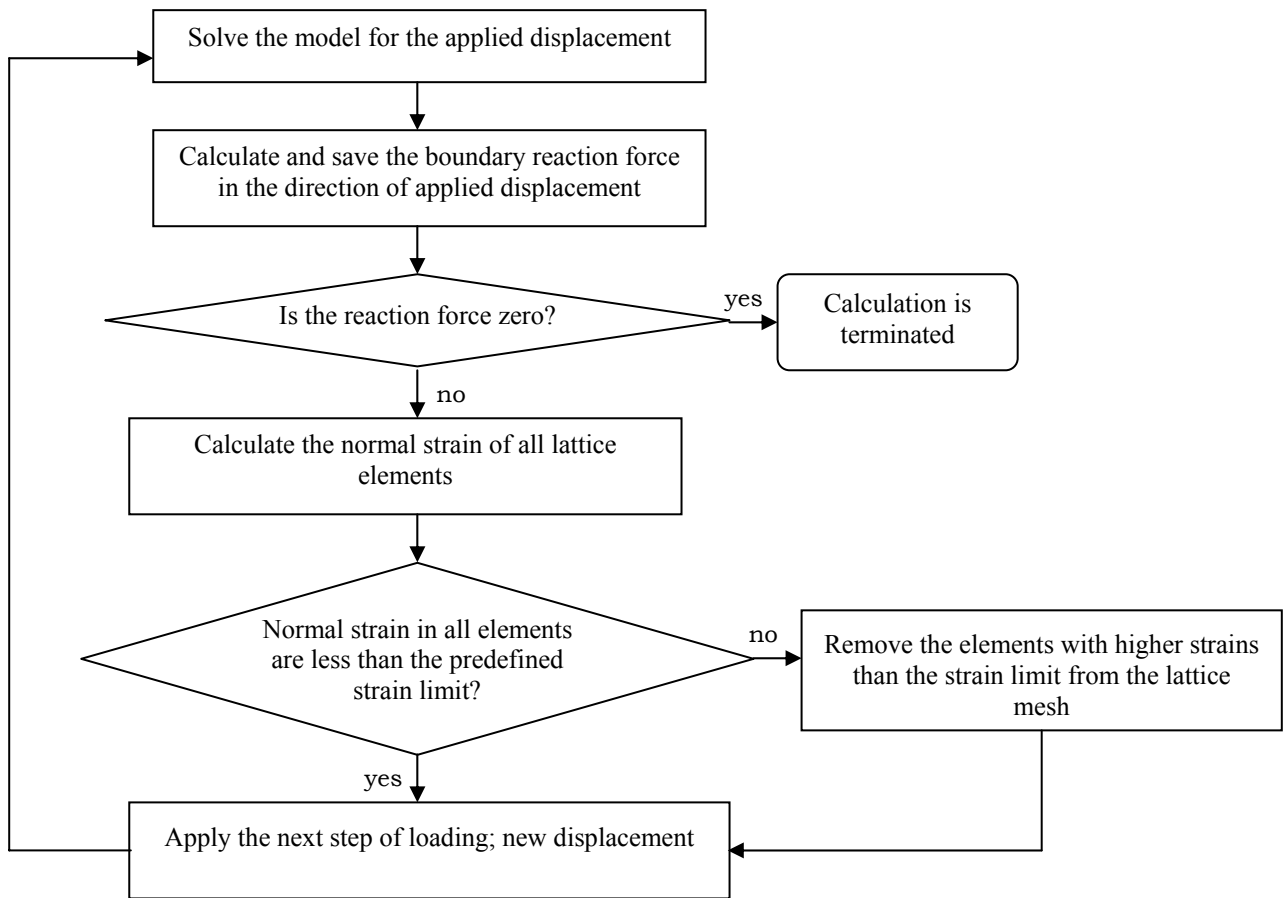 Solve the model for the applied displacement
Calculate and save the boundary reaction force
in the direction of applied displacement
Is the reaction force zero?
yes
Calculation is
terminated
no
Calculate the normal strain of all lattice
elements
Normal strain in all elements
are less than the predefined
strain limit?
no
Remove the elements with higher strains
than the strain limit from the lattice
mesh
yes
Apply the next step of loading; new displacement